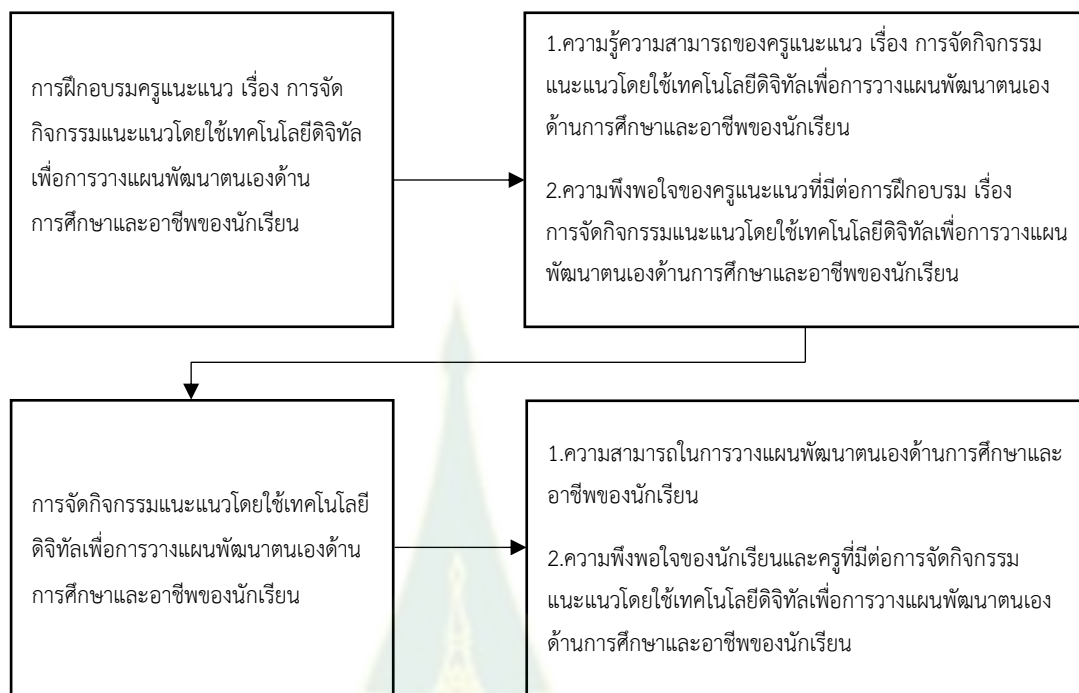 การฝึกอบรมครูแนะแนว เรื่อง การจัด
กิจกรรมแนะแนวโดยใช้เทคโนโลยีดิจิทัล
เพื่อการวางแผนพัฒนาตนเองด้าน
การศึกษาและอาชีพของนักเรียน
1.ความรู้ความสามารถของครูแนะแนว เรื่อง การจัดกิจกรรม
แนะแนวโดยใช้เทคโนโลยีดิจิทัลเพื่อการวางแผนพัฒนาตนเอง
ด้านการศึกษาและอาชีพของนักเรียน
2.ความพึงพอใจของครูแนะแนวที่มีต่อการฝึกอบรม เรื่อง
การจัดกิจกรรมแนะแนวโดยใช้เทคโนโลยีดิจิทัลเพื่อการวางแผน
พัฒนาตนเองด้านการศึกษาและอาชีพของนักเรียน
การจัดกิจกรรมแนะแนวโดยใช้เทคโนโลยี
ดิจิทัลเพื่อการวางแผนพัฒนาตนเองด้าน
การศึกษาและอาชีพของนักเรียน
1.ความสามารถในการวางแผนพัฒนาตนเองด้านการศึกษาและ
อาชีพของนักเรียน
2.ความพึงพอใจของนักเรียนและครูที่มีต่อการจัดกิจกรรม
แนะแนวโดยใช้เทคโนโลยีดิจิทัลเพื่อการวางแผนพัฒนาตนเอง
ด้านการศึกษาและอาชีพของนักเรียน